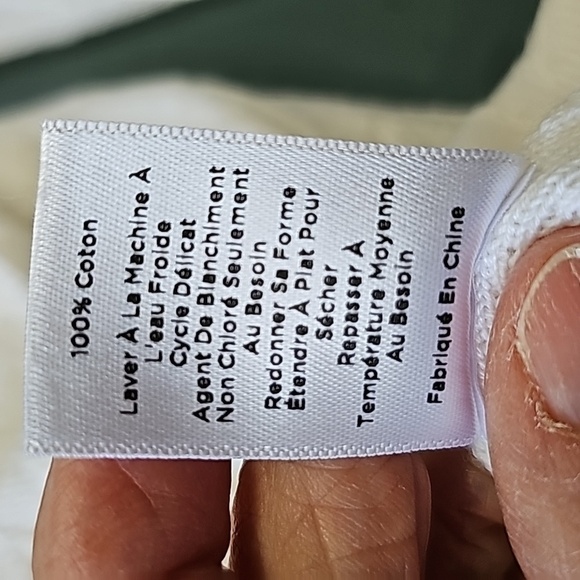 100% Coton
Laver À La Machine À
L'eau Froide
Cycle Délicat
Agent De Blanchiment
Non Chloré Seulement
Au Besoin
Redonner Sa Forme
Étendre À Plat Pour
Sécher
Repasser À
Température Moyenne
Au Besoin
Fabriqué En Chine